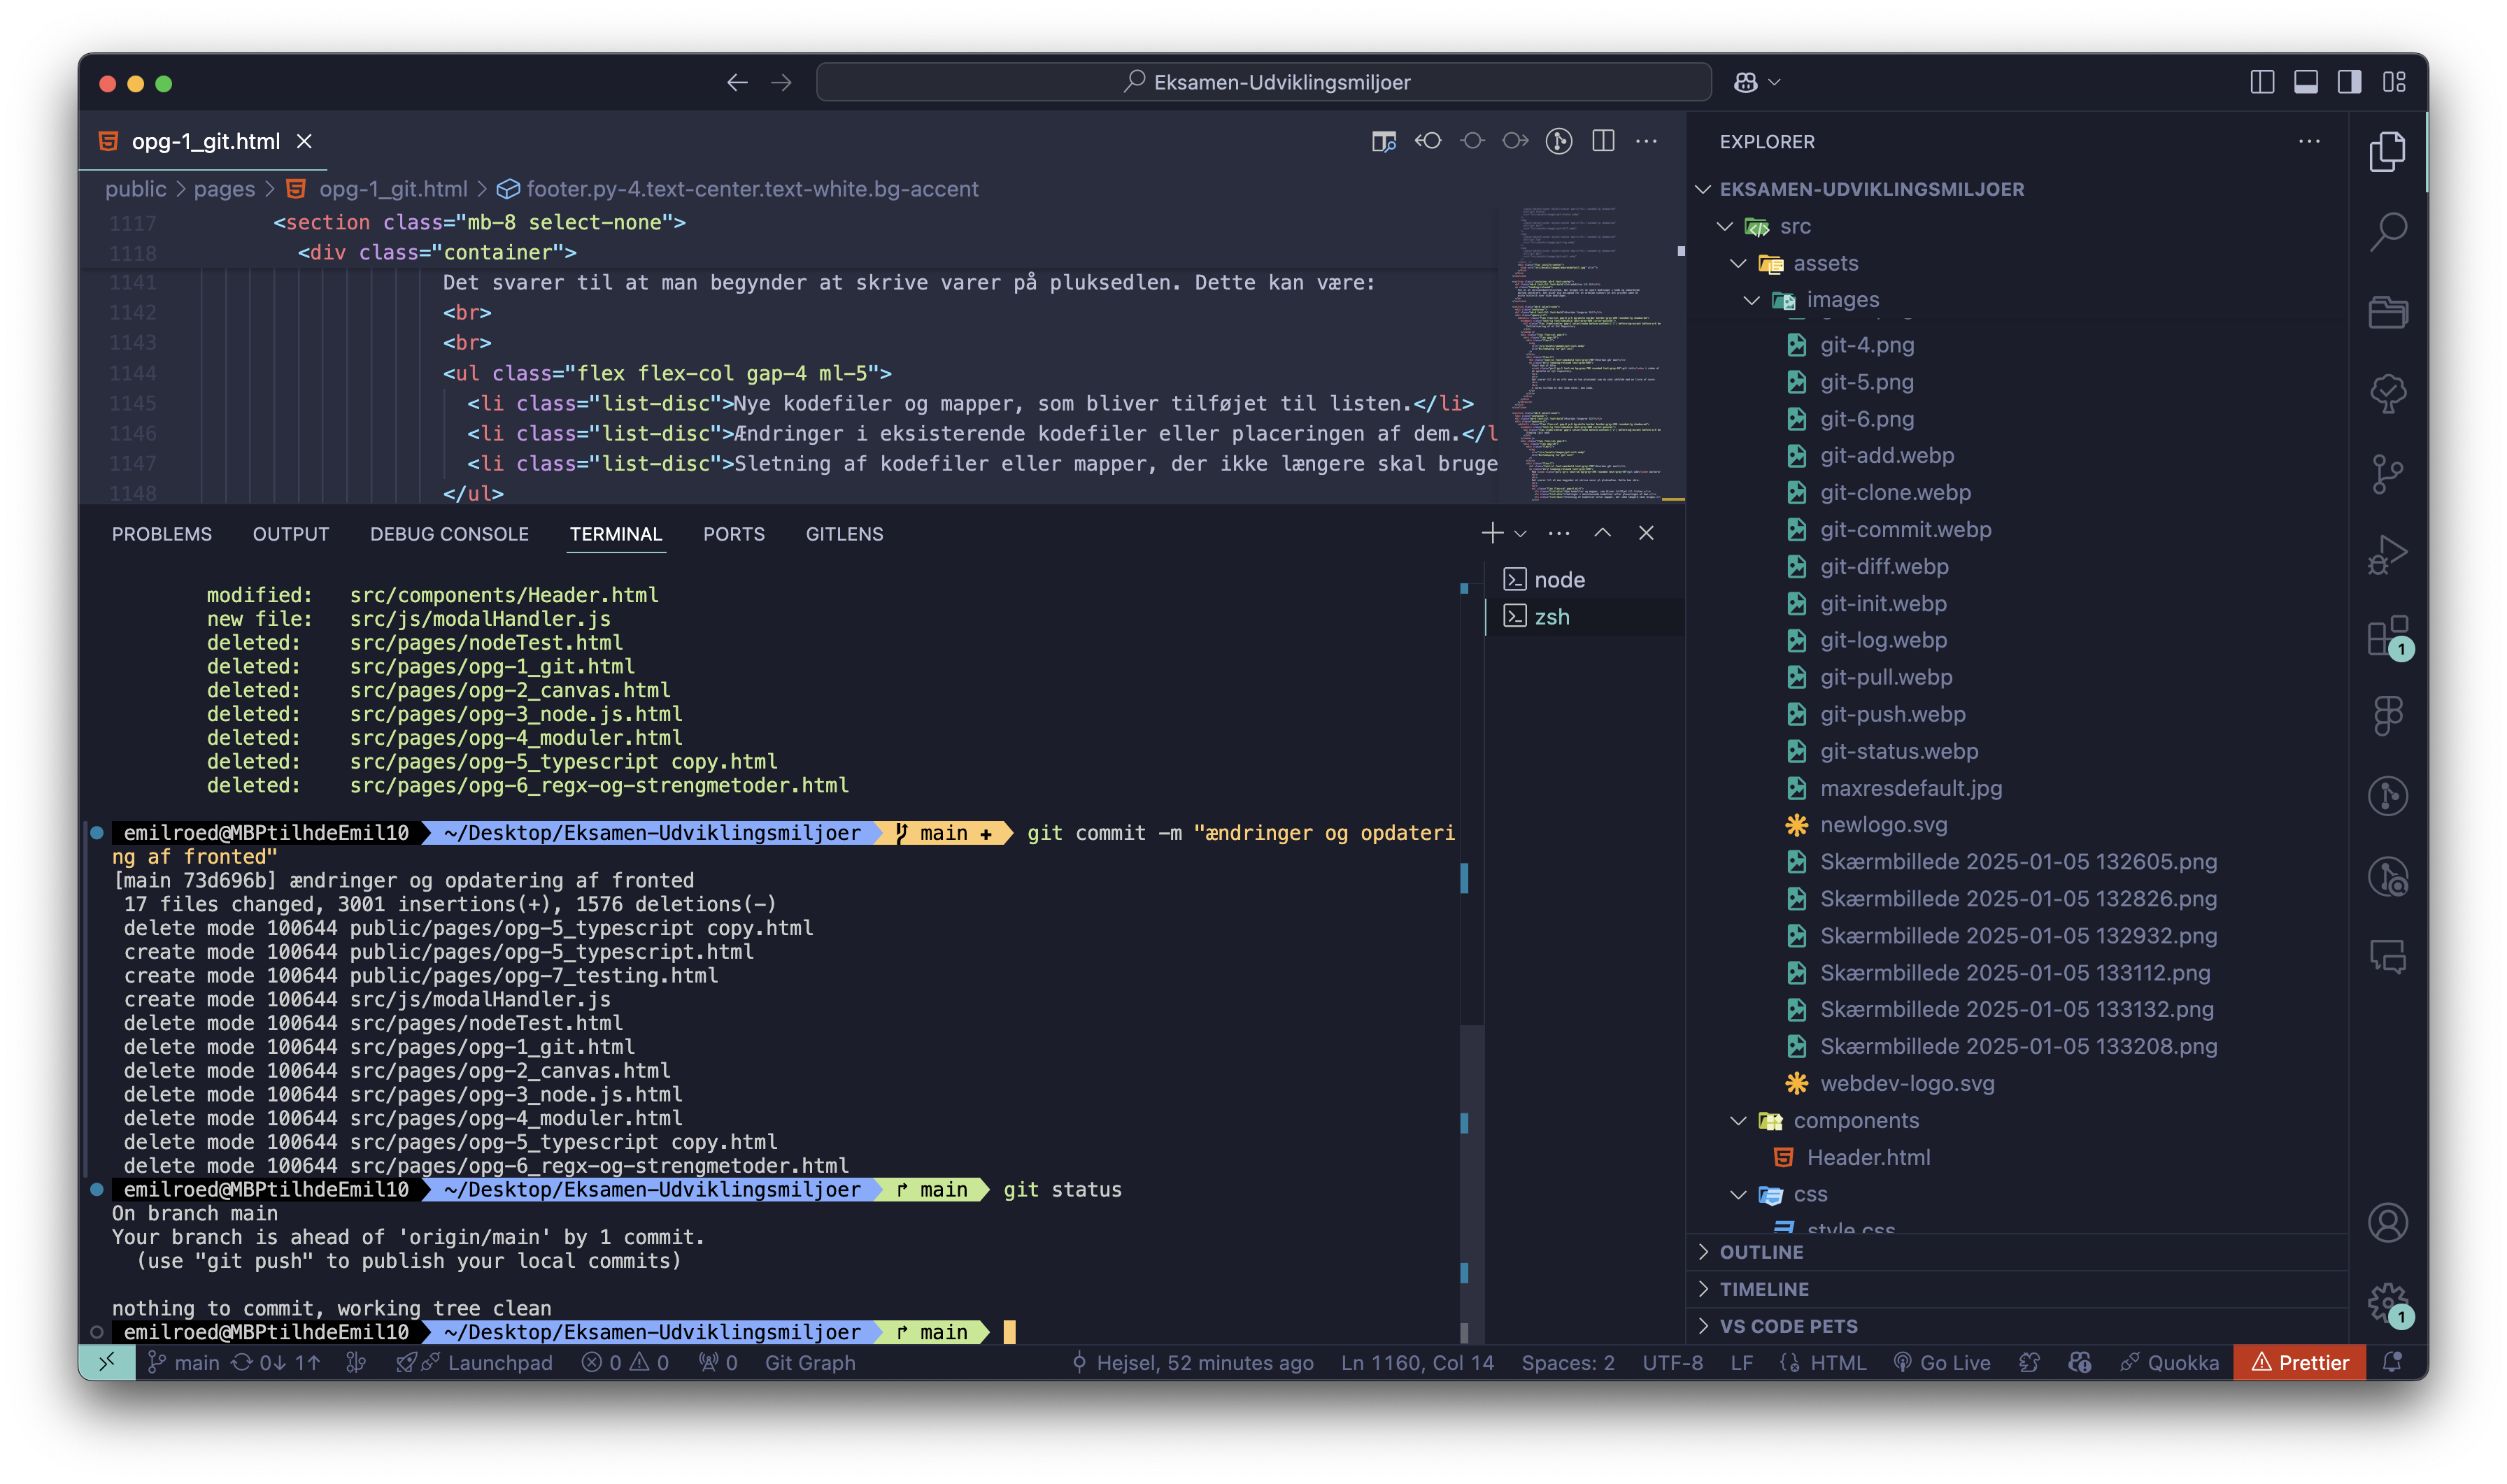 Eksamen-Udviklingsmiljoer
opg-1_git.html
public > pages > opg-1_git.html > footer.py-4.text-center.text-white.bg-accent
1117 <section class="mb-8 select-none">
1118 <div class="container">
1141 Det svarer til at man begynder at skrive varer på pluksedlen. Dette kan være:
1142 <br>
1143 <br>
1144 <ul class="flex flex-col gap-4 ml-5">
1145 <li class="list-disc">Nye kodefiler og mapper, som bliver tilføjet til listen.</li>
1146 <li class="list-disc">Ændringer i eksisterende kodefiler eller placeringen af dem.</l
1147 <li class="list-disc">Sletning af kodefiler eller mapper, der ikke længere skal bruge
1148 </ul>
PROBLEMS OUTPUT DEBUG CONSOLE TERMINAL PORTS GITLENS
modified: src/components/Header.html
new file: src/js/modalHandler.js
deleted: src/pages/nodeTest.html
deleted: src/pages/opg-1_git.html
deleted: src/pages/opg-2_canvas.html
deleted: src/pages/opg-3_node.js.html
deleted: src/pages/opg-4_moduler.html
deleted: src/pages/opg-5_typescript copy.html
deleted: src/pages/opg-6_regx-og-strengmetoder.html
emilroed@MBPtilhdeEmil10 ~/Desktop/Eksamen-Udviklingsmiljoer main + git commit -m "ændringer og opdateri
ng af fronted"
[main 73d696b] ændringer og opdatering af fronted
17 files changed, 3001 insertions(+), 1576 deletions(-)
delete mode 100644 public/pages/opg-5_typescript copy.html
create mode 100644 public/pages/opg-5_typescript.html
create mode 100644 public/pages/opg-7_testing.html
create mode 100644 src/js/modalHandler.js
delete mode 100644 src/pages/nodeTest.html
delete mode 100644 src/pages/opg-1_git.html
delete mode 100644 src/pages/opg-2_canvas.html
delete mode 100644 src/pages/opg-3_node.js.html
delete mode 100644 src/pages/opg-4_moduler.html
delete mode 100644 src/pages/opg-5_typescript copy.html
delete mode 100644 src/pages/opg-6_regx-og-strengmetoder.html
emilroed@MBPtilhdeEmil10 ~/Desktop/Eksamen-Udviklingsmiljoer main git status
On branch main
Your branch is ahead of 'origin/main' by 1 commit.
(use "git push" to publish your local commits)
nothing to commit, working tree clean
emilroed@MBPtilhdeEmil10 ~/Desktop/Eksamen-Udviklingsmiljoer main
node
zsh
EXPLORER
EKSAMEN-UDVIKLINGSMILJOER
src
assets
images
git-4.png
git-5.png
git-6.png
git-add.webp
git-clone.webp
git-commit.webp
git-diff.webp
git-init.webp
git-log.webp
git-pull.webp
git-push.webp
git-status.webp
maxresdefault.jpg
newlogo.svg
Skærmbillede 2025-01-05 132605.png
Skærmbillede 2025-01-05 132826.png
Skærmbillede 2025-01-05 132932.png
Skærmbillede 2025-01-05 133112.png
Skærmbillede 2025-01-05 133132.png
Skærmbillede 2025-01-05 133208.png
webdev-logo.svg
components
Header.html
css
style.css
OUTLINE
TIMELINE
VS CODE PETS
1
1
main 0↓ 1↑ Launchpad 0 0 0 Git Graph Hejsel, 52 minutes ago Ln 1160, Col 14 Spaces: 2 UTF-8 LF HTML Go Live Quokka Prettier